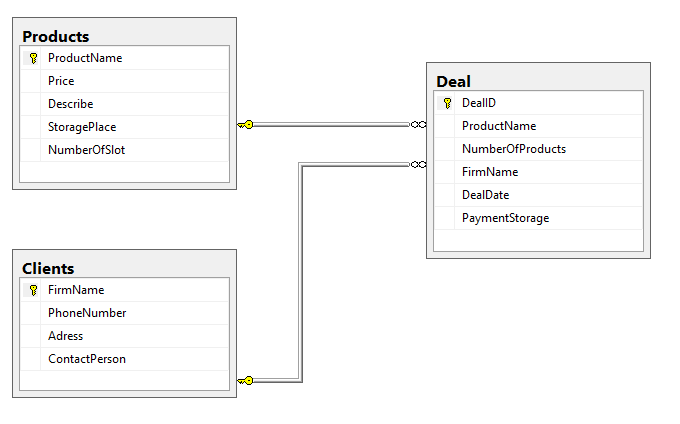 Products
ProductName
Price
Describe
StoragePlace
NumberOfSlot
Deal
DealID
ProductName
NumberOfProducts
FirmName
DealDate
PaymentStorage
Clients
FirmName
PhoneNumber
Adress
ContactPerson